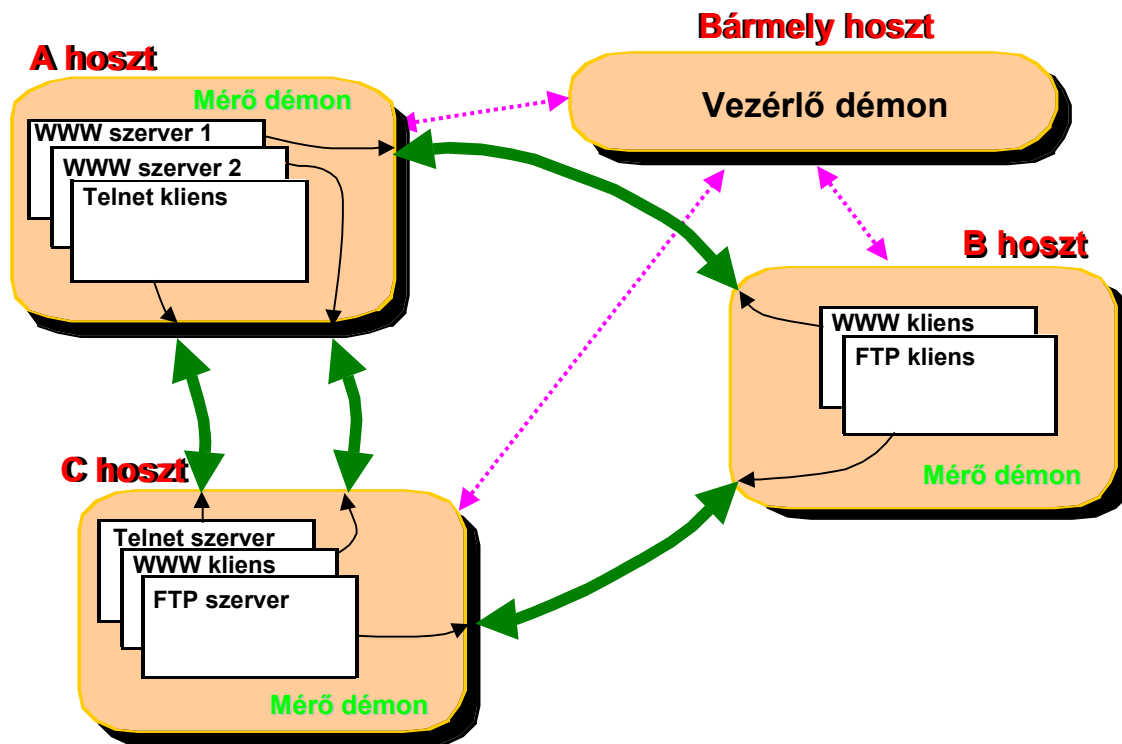 Bármely hoszt
Vezérlő démon
A hoszt
Mérő démon
WWW szerver 1
WWW szerver 2
Telnet kliens
B hoszt
WWW kliens
FTP kliens
Mérő démon
C hoszt
Telnet szerver
WWW kliens
FTP szerver
Mérő démon